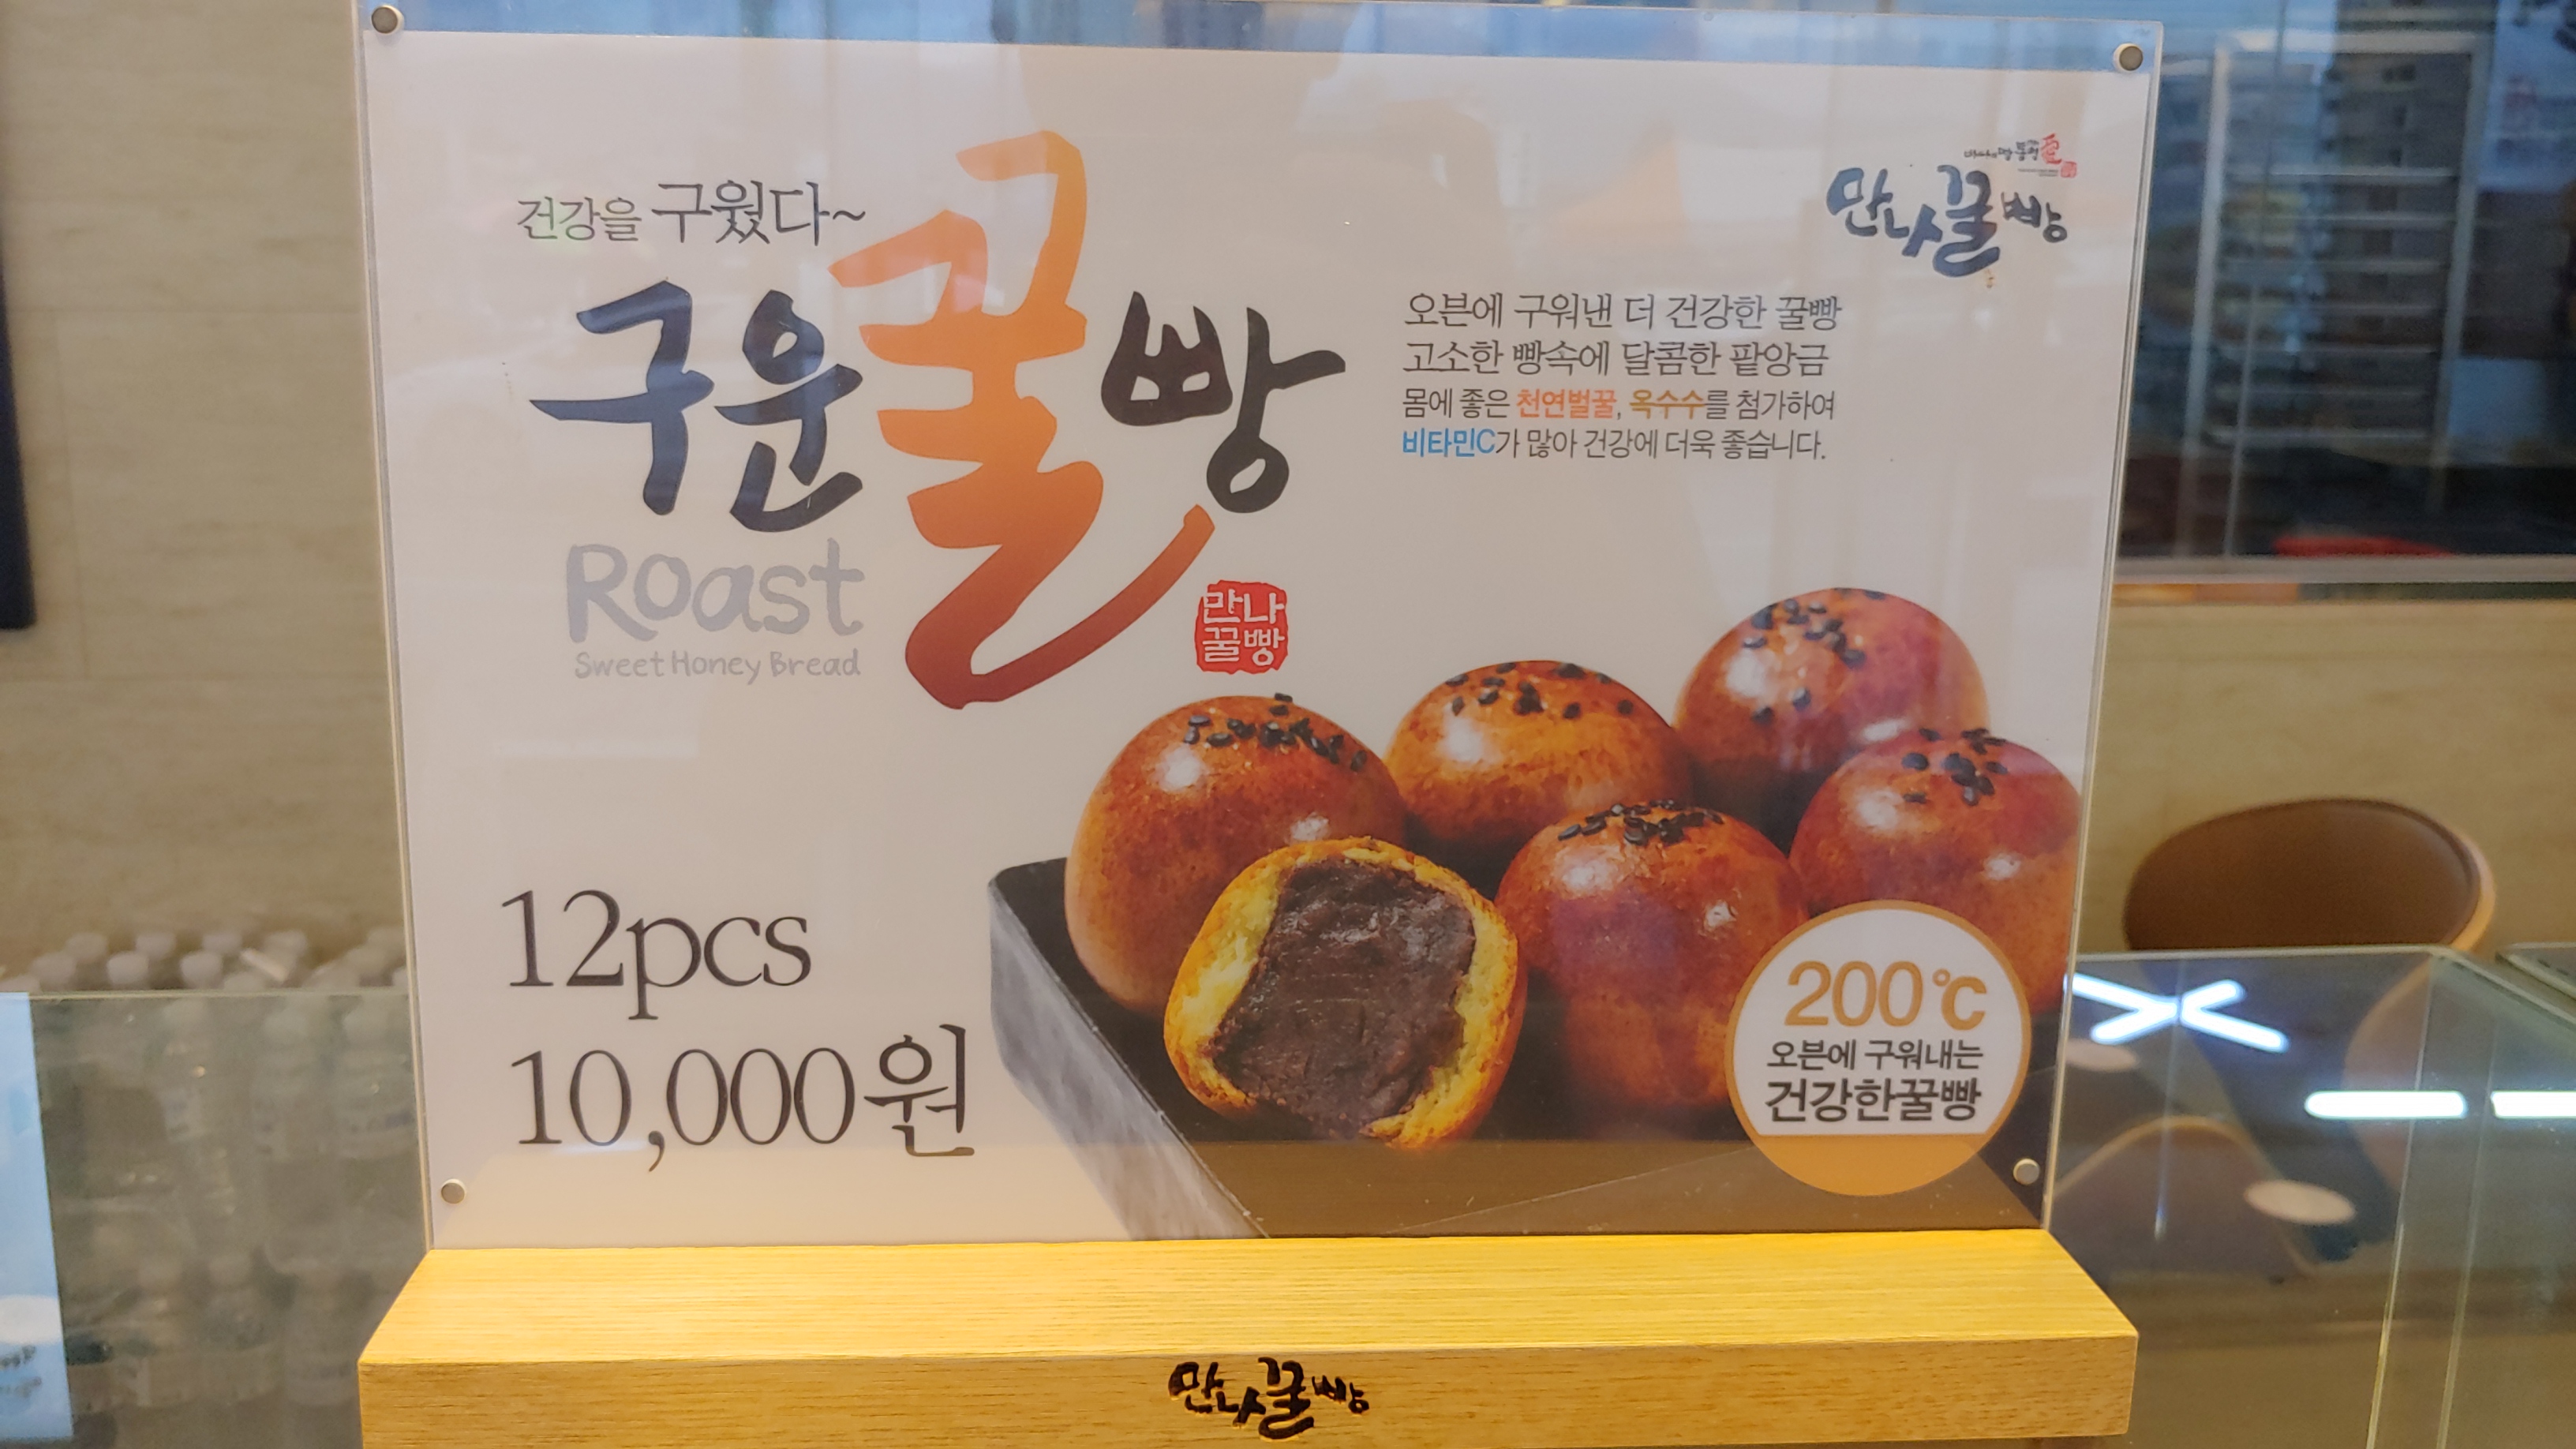 건강을 구웠다~
구운꿀빵
Roast
Sweet Honey Bread
만나
꿀빵
만나꿀빵
오븐에 구워낸 더 건강한 꿀빵
고소한 빵속에 달콤한 팥앙금
몸에 좋은 천연벌꿀, 옥수수를 첨가하여
비타민C가 많아 건강에 더욱 좋습니다.
12pcs
10,000원
200℃
오븐에 구워내는
건강한꿀빵
만나꿀빵